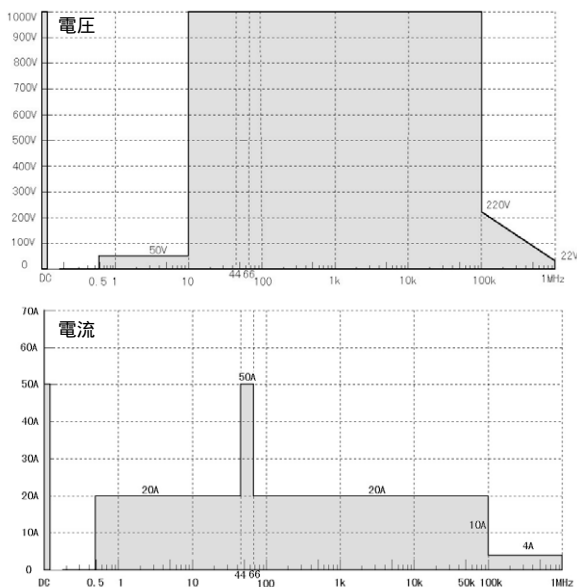 1000V
電圧
900V
800V
700V
600V
500V
400V
300V
200V
220V
100V
50V
0
22V
DC
0.5
1
10
44 66
100
1k
10k
100k
1MHz
70A
電流
60A
50A
50A
40A
30A
20A
20A
20A
10A
10A
4A
0
DC
0.5
1
10
44 66
100
1k
10k
50k
100k
1MHz